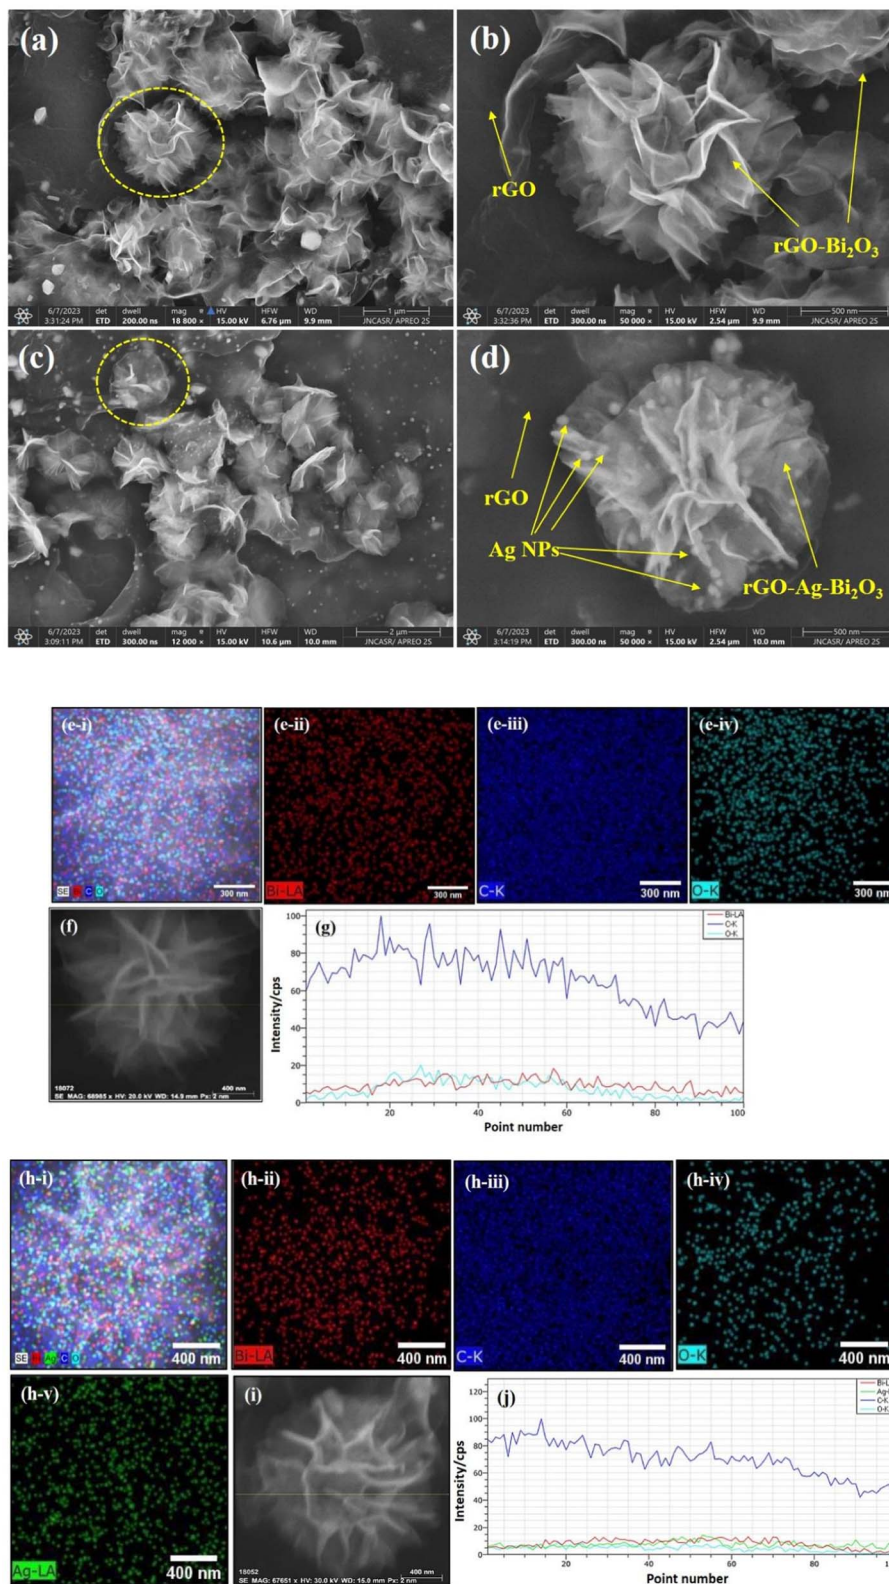 (a)
6/7/2023 det dwell mag HV HFW WD 1 µm
3:31:24 PM ETD 200.00 ns 18 800 × 15.00 kV 6.76 µm 9.9 mm JNCASR/ APREO 2S
(b)
rGO
rGO-Bi₂O₃
6/7/2023 det dwell mag HV HFW WD 500 nm
3:32:36 PM ETD 300.00 ns 50 000 × 15.00 kV 2.54 µm 9.9 mm JNCASR/ APREO 2S
(c)
6/7/2023 det dwell mag HV HFW WD 2 µm
3:09:11 PM ETD 300.00 ns 12 000 × 15.00 kV 10.6 µm 10.0 mm JNCASR/ APREO 2S
(d)
rGO
Ag NPs
rGO-Ag-Bi₂O₃
6/7/2023 det dwell mag HV HFW WD 500 nm
3:14:19 PM ETD 300.00 ns 50 000 × 15.00 kV 2.54 µm 10.0 mm JNCASR/ APREO 2S
(e-i)
SE Bi C O
300 nm
(e-ii)
Bi-LA
300 nm
(e-iii)
C-K
300 nm
(e-iv)
O-K
300 nm
(f)
400 nm
SE MAG: 68985 x HV: 20.0 kV WD: 14.9 mm Px: 2 nm
(g)
Bi-LA
C-K
O-K
Intensity/cps
100
80
60
40
20
0
20 40 60 80 100
Point number
(h-i)
SE Bi Ag C O
400 nm
(h-ii)
Bi-LA
400 nm
(h-iii)
C-K
400 nm
(h-iv)
O-K
400 nm
(h-v)
Ag-LA
400 nm
(i)
18052
400 nm
SE MAG: 67651 x HV: 30.0 kV WD: 15.0 mm Px: 2 nm
(j)
C-K
O-K
Intensity/cps
120
100
80
60
40
20
0
20 40 60 80
Point number